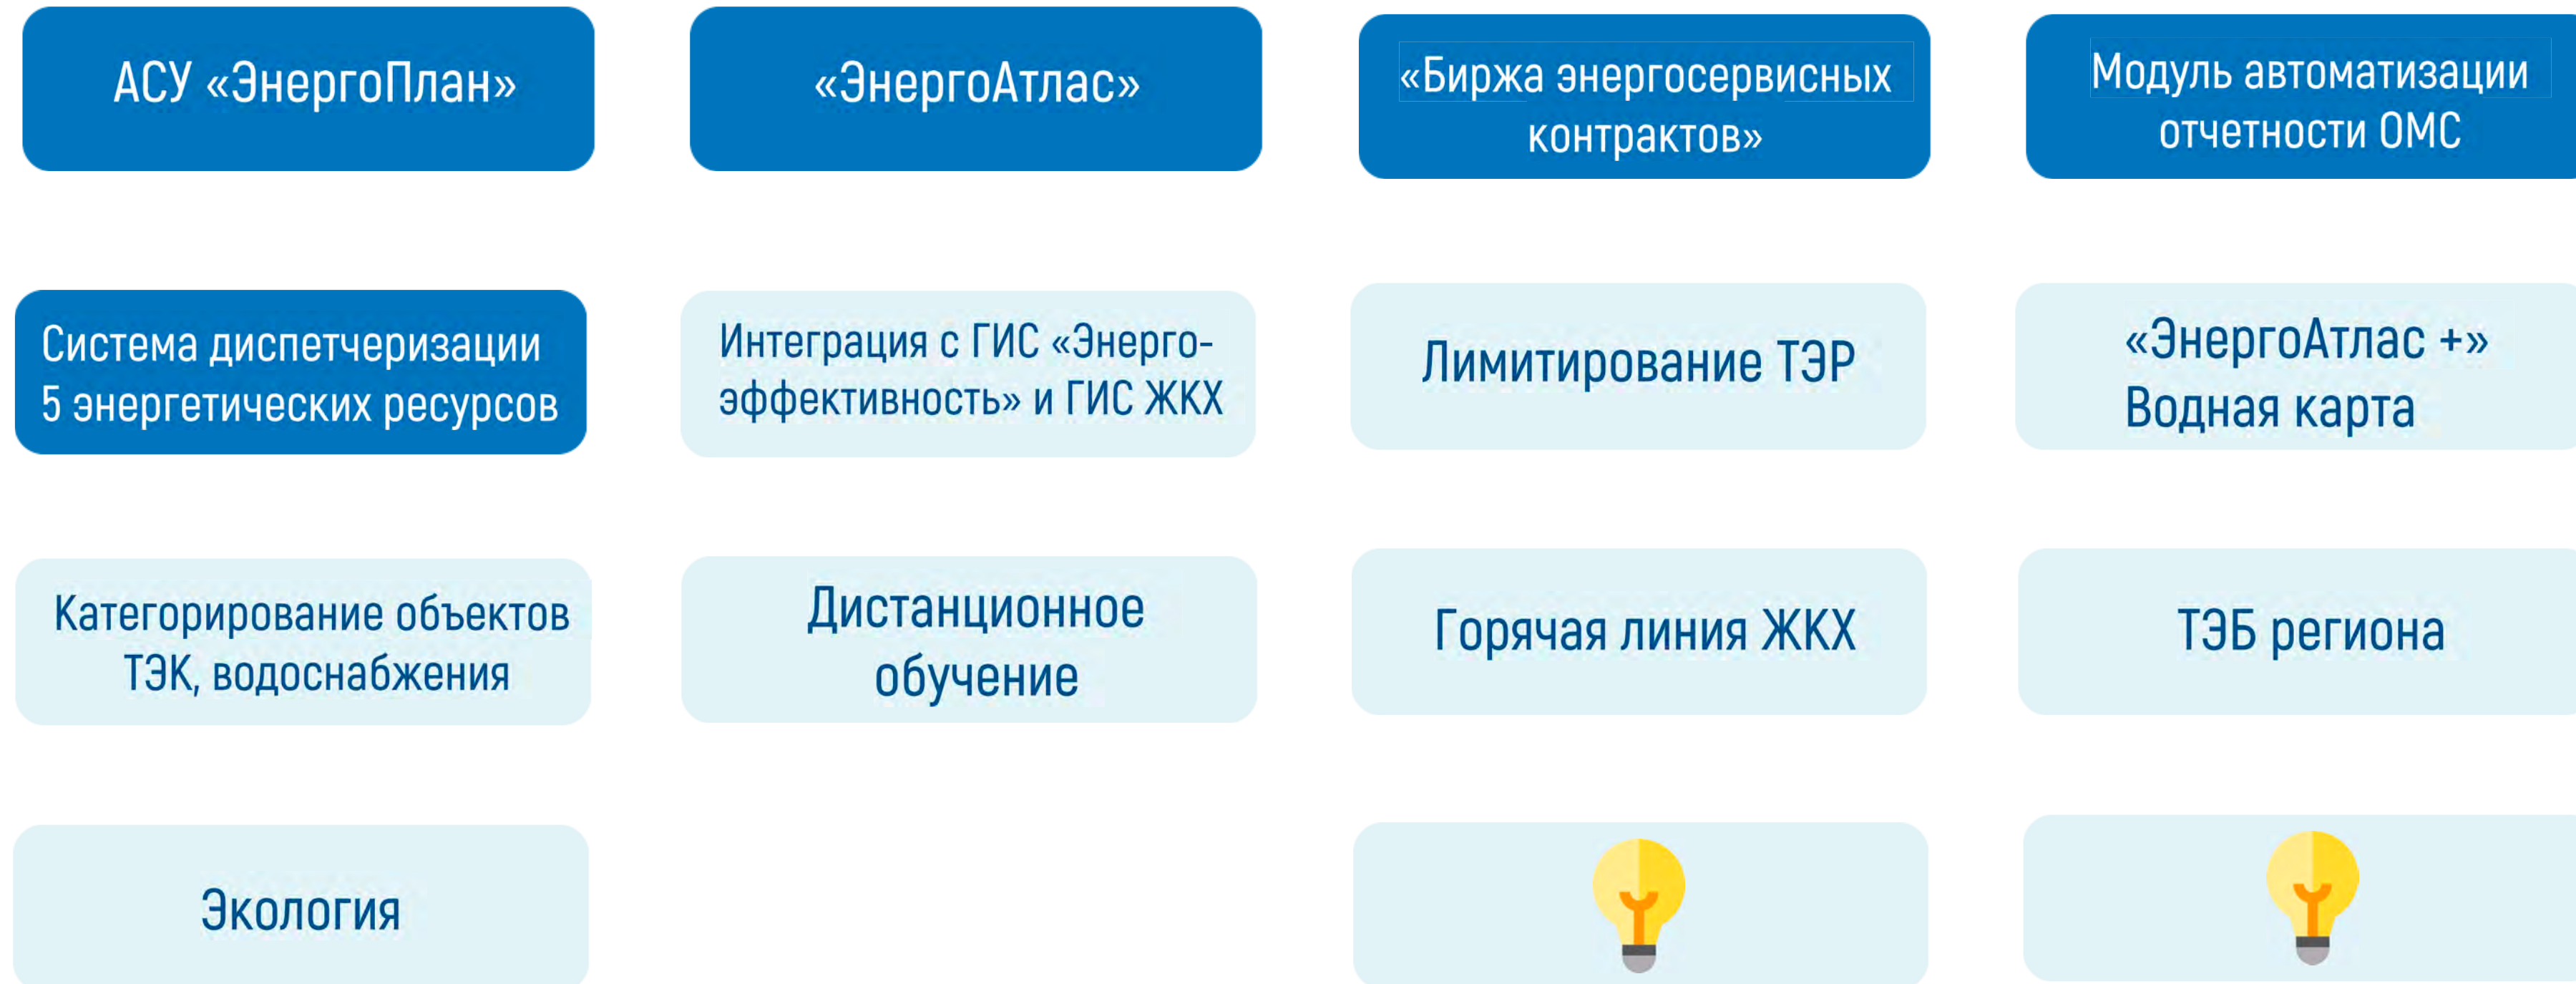 АСУ «ЭнергоПлан»
«ЭнергоАтлас»
«Биржа энергосервисных
контрактов»
Модуль автоматизации
отчетности ОМС
Система диспетчеризации
5 энергетических ресурсов
Интеграция с ГИС «Энерго-
эффективность» и ГИС ЖКХ
Лимитирование ТЭР
«ЭнергоАтлас +»
Водная карта
Категорирование объектов
ТЭК, водоснабжения
Дистанционное
обучение
Горячая линия ЖКХ
ТЭБ региона
Экология